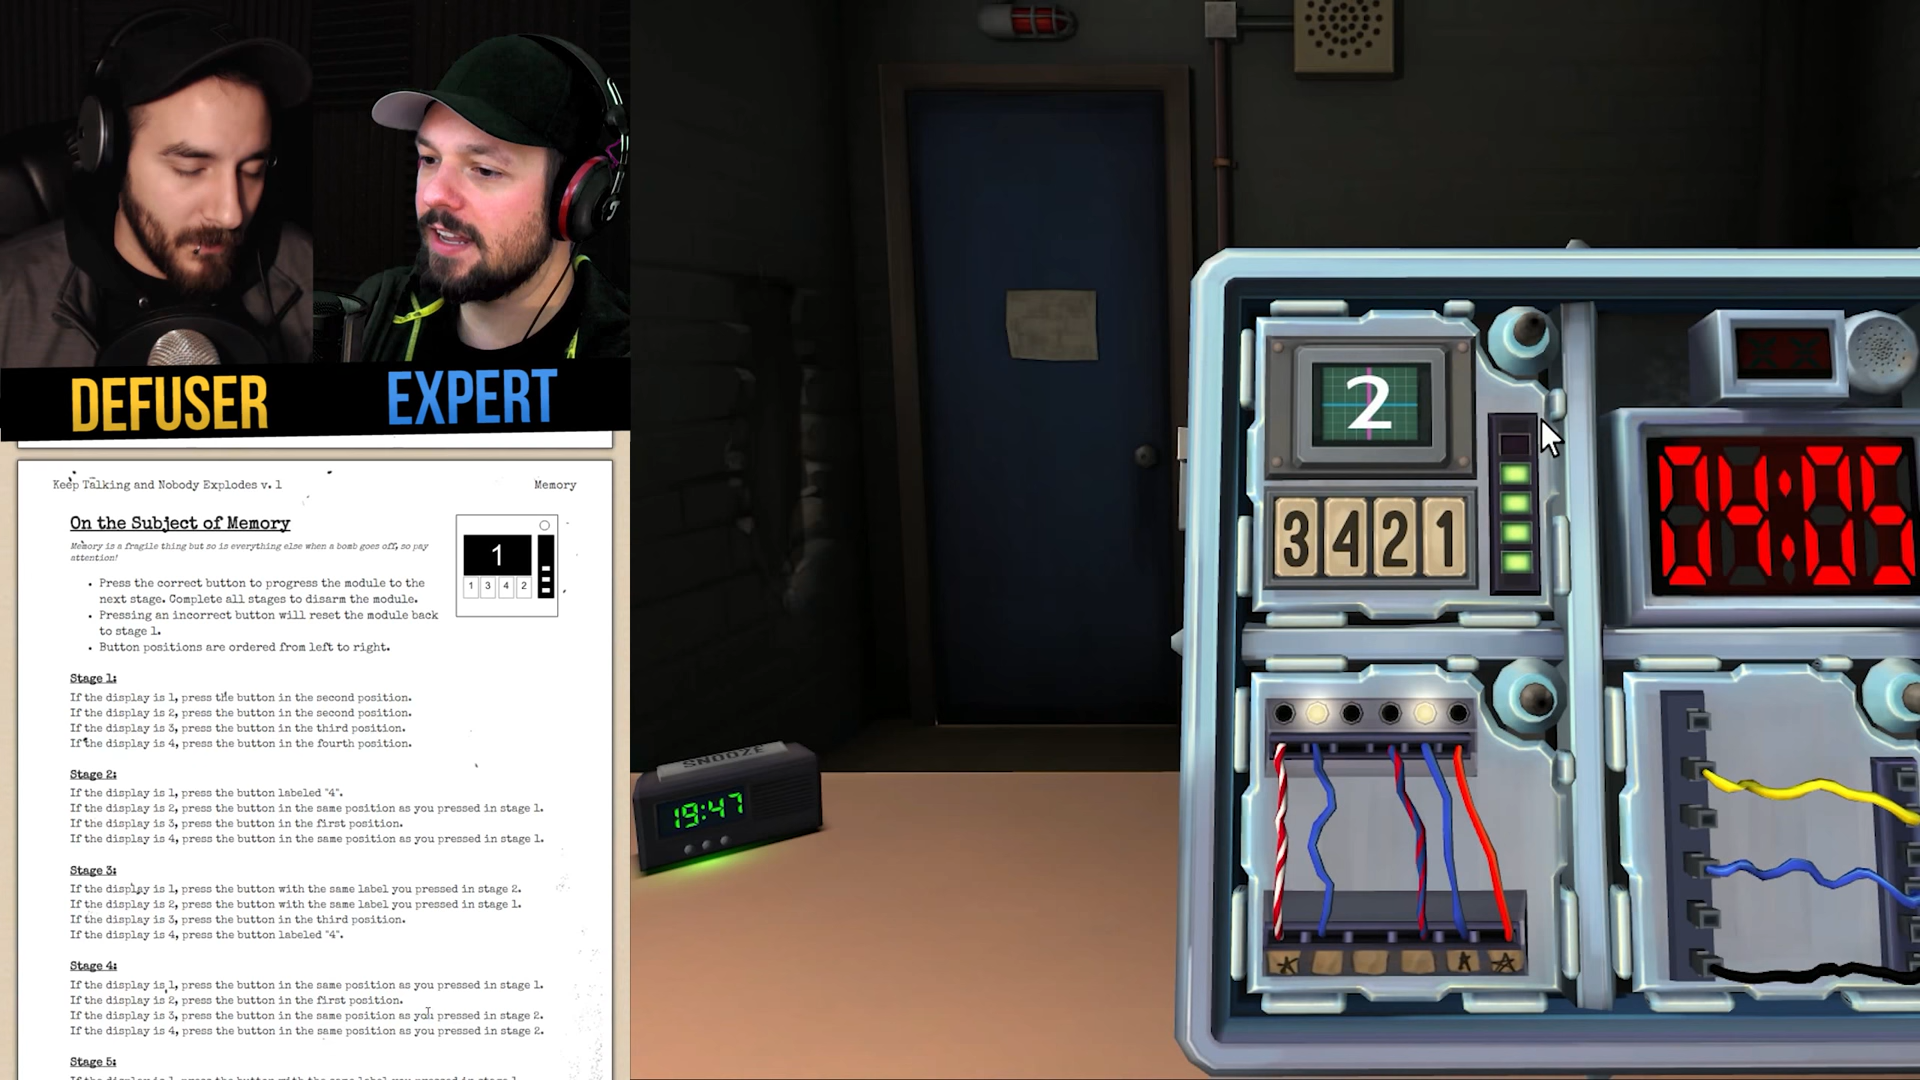 DEFUSER
EXPERT
Keep Talking and Nobody Explodes v. 1
Memory
On the Subject of Memory
Memory is a fragile thing but so is everything else when a bomb goes off, so pay
attention!
1
1 3 4 2
• Press the correct button to progress the module to the
next stage. Complete all stages to disarm the module.
• Pressing an incorrect button will reset the module back
to stage 1.
• Button positions are ordered from left to right.
Stage 1:
If the display is 1, press the button in the second position.
If the display is 2, press the button in the second position.
If the display is 3, press the button in the third position.
If the display is 4, press the button in the fourth position.
Stage 2:
If the display is 1, press the button labeled "4".
If the display is 2, press the button in the same position as you pressed in stage 1.
If the display is 3, press the button in the first position.
If the display is 4, press the button in the same position as you pressed in stage 1.
Stage 3:
If the display is 1, press the button with the same label you pressed in stage 2.
If the display is 2, press the button with the same label you pressed in stage 1.
If the display is 3, press the button in the third position.
If the display is 4, press the button labeled "4".
Stage 4:
If the display is 1, press the button in the same position as you pressed in stage 1.
If the display is 2, press the button in the first position.
If the display is 3, press the button in the same position as you pressed in stage 2.
If the display is 4, press the button in the same position as you pressed in stage 2.
Stage 5:
SNOOZE
19:47
2
3 4 2 1
XX
04:05